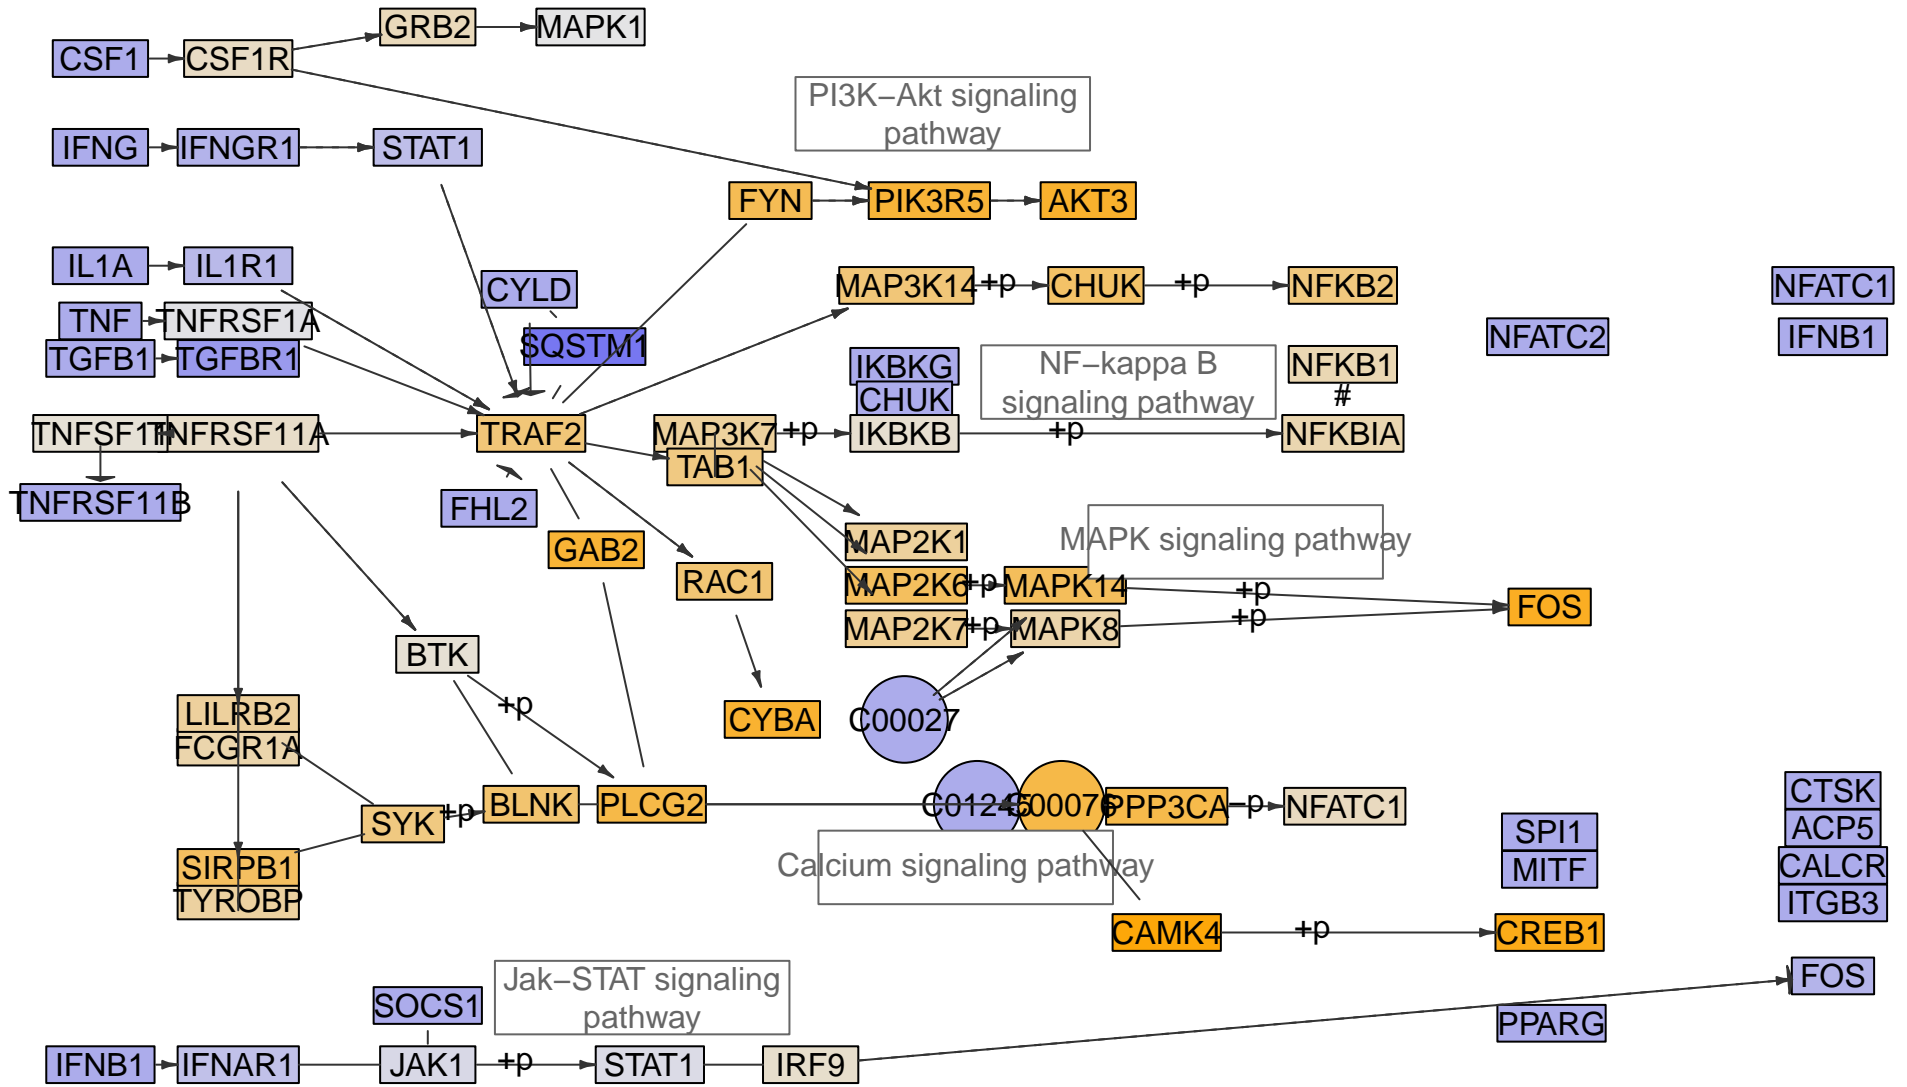 GRB2
MAPK1
CSF1
CSF1R
PI3K−Akt signaling
pathway
IFNG
IFNGR1
STAT1
FYN
PIK3R5
AKT3
IL1A
IL1R1
CYLD
MAP3K14
+p
CHUK
+p
NFKB2
NFATC1
TNF
TNFRSF1A
TGFB1
TGFBR1
SQSTM1
IKBKG
NF−kappa B
signaling pathway
NFKB1
NFATC2
IFNB1
CHUK
#
TNFRSF11A
TRAF2
MAP3K7
+p
IKBKB
+p
NFKBIA
TAB1
TNFRSF11B
FHL2
GAB2
MAP2K1
MAPK signaling pathway
RAC1
MAP2K6
+p
MAPK14
+p
FOS
MAP2K7
+p
MAPK8
+p
BTK
LILRB2
+p
CYBA
C00027
FCGR1A
SYK
+p
BLNK
PLCG2
C00076
PPP3CA
−p
NFATC1
CTSK
SPI1
ACP5
SIRPB1
Calcium signaling pathway
MITF
CALCR
TYROBP
ITGB3
CAMK4
+p
CREB1
Jak−STAT signaling
pathway
FOS
SOCS1
PPARG
IFNB1
IFNAR1
JAK1
+p
STAT1
IRF9